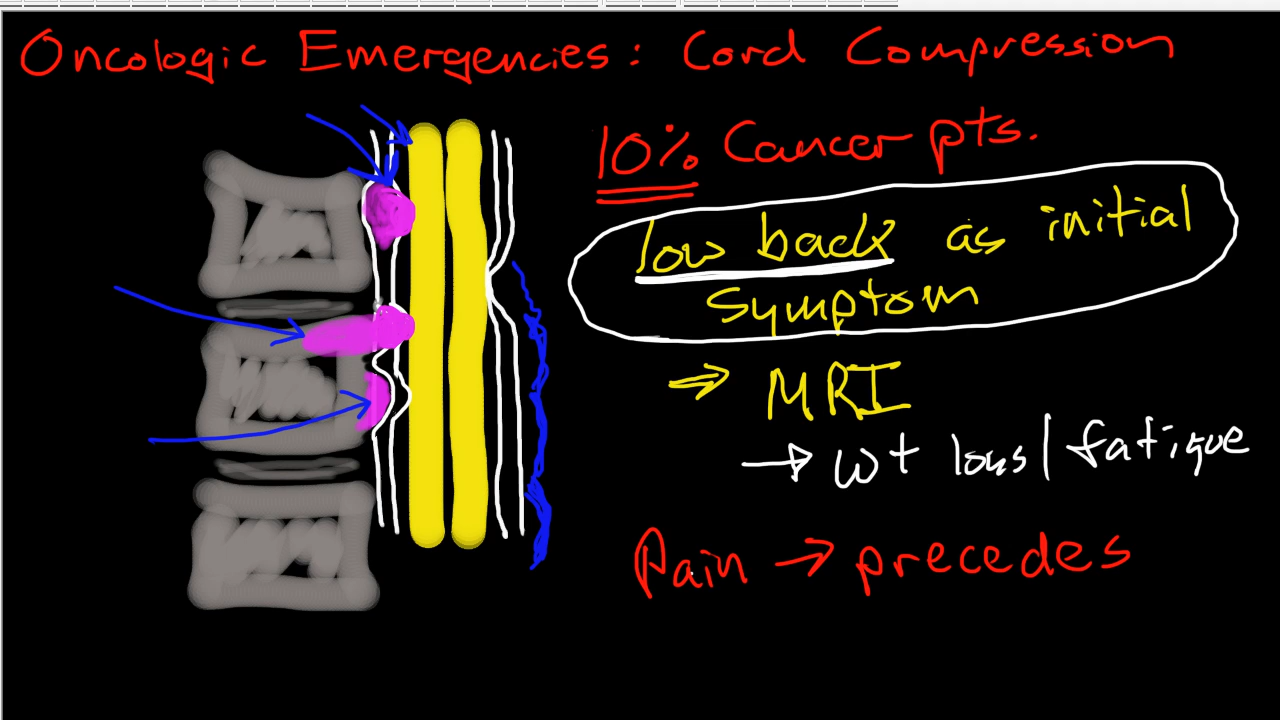 Oncologic Emergencies: Cord Compression
10% Cancer pts.
low back as initial
symptom
⇒ MRI
→ wt loss/fatigue
Pain → precedes